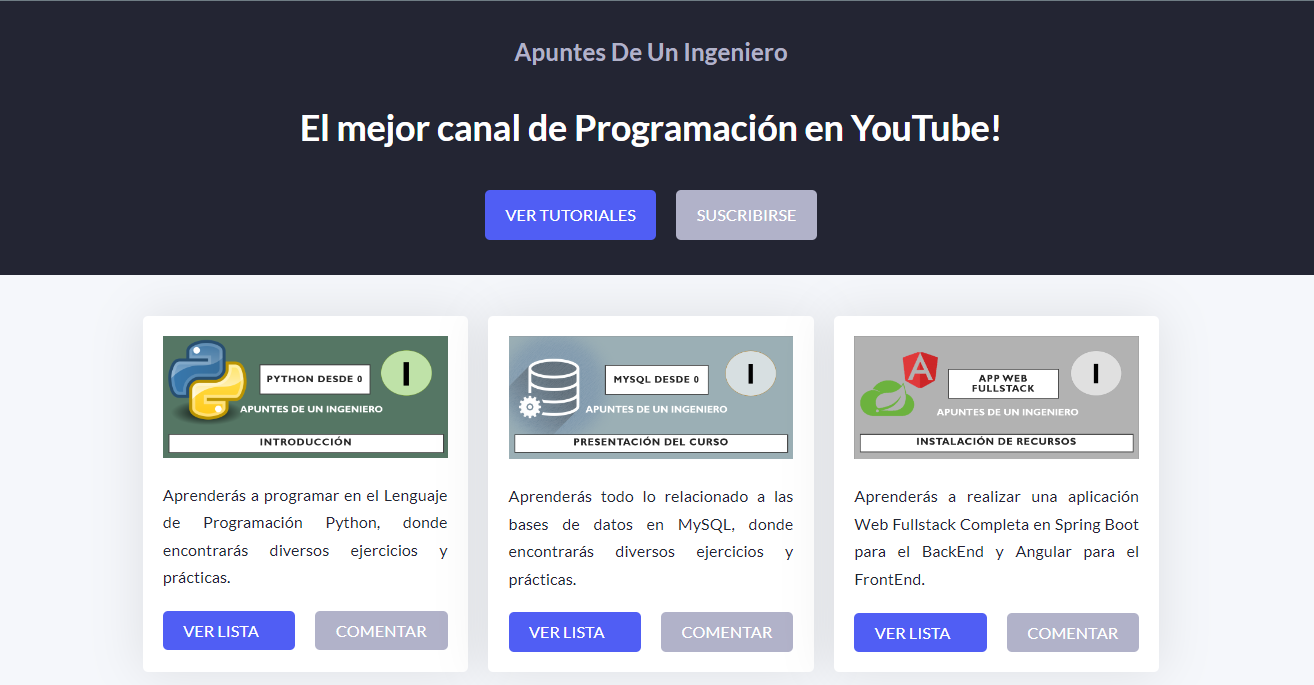 Apuntes De Un Ingeniero
El mejor canal de Programación en YouTube!
VER TUTORIALES
SUSCRIBIRSE
PYTHON DESDE 0
I
APUNTES DE UN INGENIERO
INTRODUCCIÓN
Aprenderás a programar en el Lenguaje
de Programación Python, donde
encontrarás diversos ejercicios y
prácticas.
VER LISTA
COMENTAR
MYSQL DESDE 0
I
APUNTES DE UN INGENIERO
PRESENTACIÓN DEL CURSO
Aprenderás todo lo relacionado a las
bases de datos en MySQL, donde
encontrarás diversos ejercicios y
prácticas.
VER LISTA
COMENTAR
A
APP WEB
FULLSTACK
I
APUNTES DE UN INGENIERO
INSTALACIÓN DE RECURSOS
Aprenderás a realizar una aplicación
Web Fullstack Completa en Spring Boot
para el BackEnd y Angular para el
FrontEnd.
VER LISTA
COMENTAR